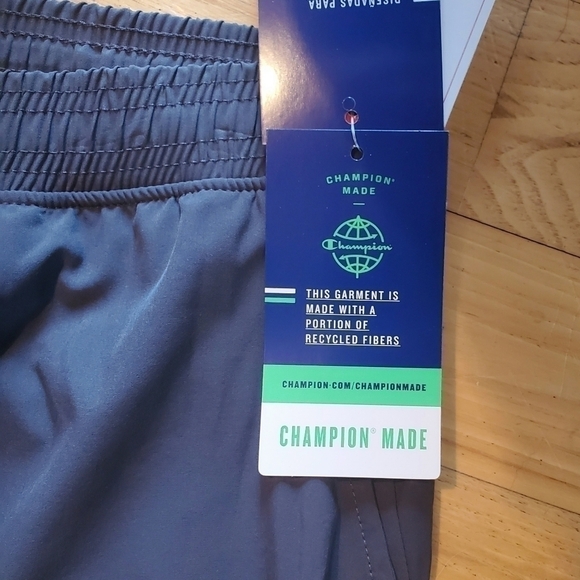 DISEÑADAS PARA
CHAMPION®
MADE
Champion
THIS GARMENT IS
MADE WITH A
PORTION OF
RECYCLED FIBERS
CHAMPION.COM/CHAMPIONMADE
CHAMPION® MADE